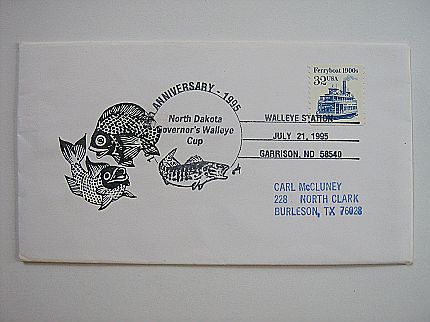 ANNIVERSARY - 1995
North Dakota
Governor's Walleye
Cup
Ferryboat 1900s
32 USA
WALLEYE STATION
JULY 21, 1995
GARRISON, ND 58540
CARL McCLUNEY
228 NORTH CLARK
BURLESON, TX 76028